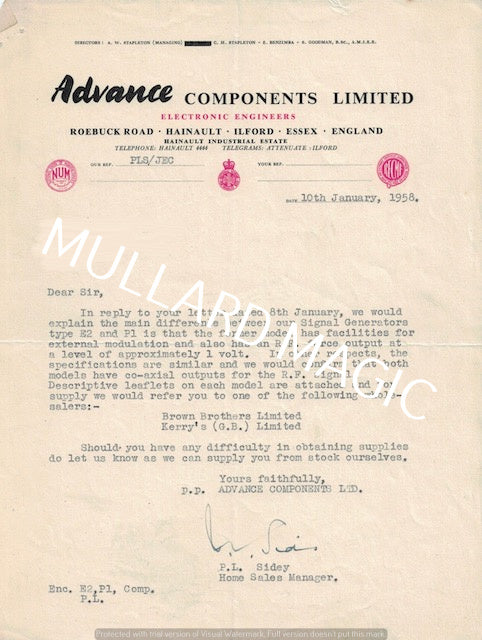 DIRECTORS: A. W. STAPLETON (MANAGING) C. H. STAPLETON - E. BENZIMRA - S. GOODMAN, B.Sc., A.M.I.E.E.
Advance COMPONENTS LIMITED
ELECTRONIC ENGINEERS
ROEBUCK ROAD · HAINAULT · ILFORD · ESSEX · ENGLAND
HAINAULT INDUSTRIAL ESTATE
TELEPHONE: HAINAULT 4444 TELEGRAMS: ATTENUATE · ILFORD
OUR REF. PLS/JEC YOUR REF.
NUM
RECMF
DATE 10th January, 1958.
MULLARD MAGIC
Dear Sir,
In reply to your letter dated 8th January, we would
explain the main difference between our Signal Generators
type E2 and P1 is that the former model has facilities for
external modulation and also has an R.F. force output at
a level of approximately 1 volt. In other respects, the
specifications are similar and we would confirm that both
models have co-axial outputs for the R.F. signal.
Descriptive leaflets on each model are attached. For
supply we would refer you to one of the following whole-
salers:-
Brown Brothers Limited
Kerry's (G.B.) Limited
Should you have any difficulty in obtaining supplies
do let us know as we can supply you from stock ourselves.
Yours faithfully,
p.p. ADVANCE COMPONENTS LTD.
P.L. Sidey
Home Sales Manager.
Enc. E2,P1, Comp.
P.L.
Protected with trial version of Visual Watermark. Full version doesn't put this mark.